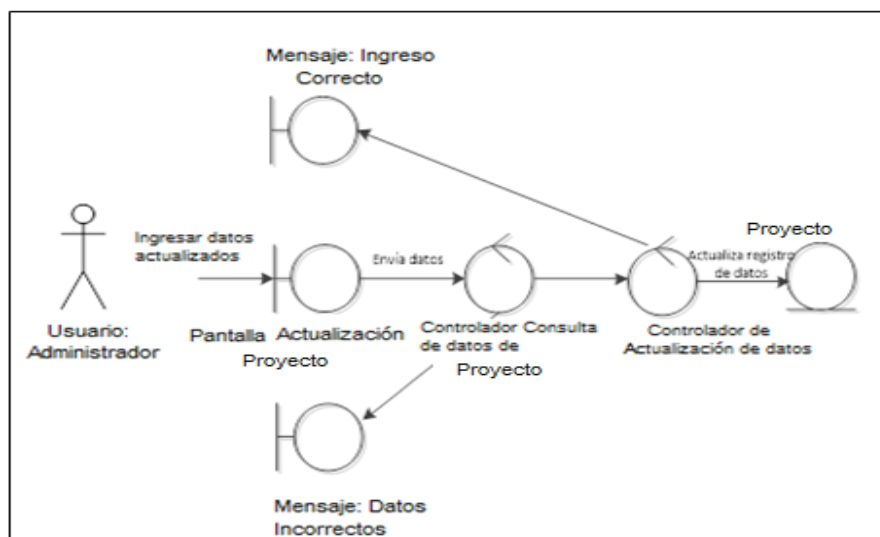 Mensaje: Ingreso
Correcto
Proyecto
Ingresar datos
actualizados
Envía datos
Actualiza registro
de datos
Usuario:
Administrador
Pantalla Actualización
Proyecto
Controlador Consulta
de datos de
Proyecto
Controlador de
Actualización de datos
Mensaje: Datos
Incorrectos